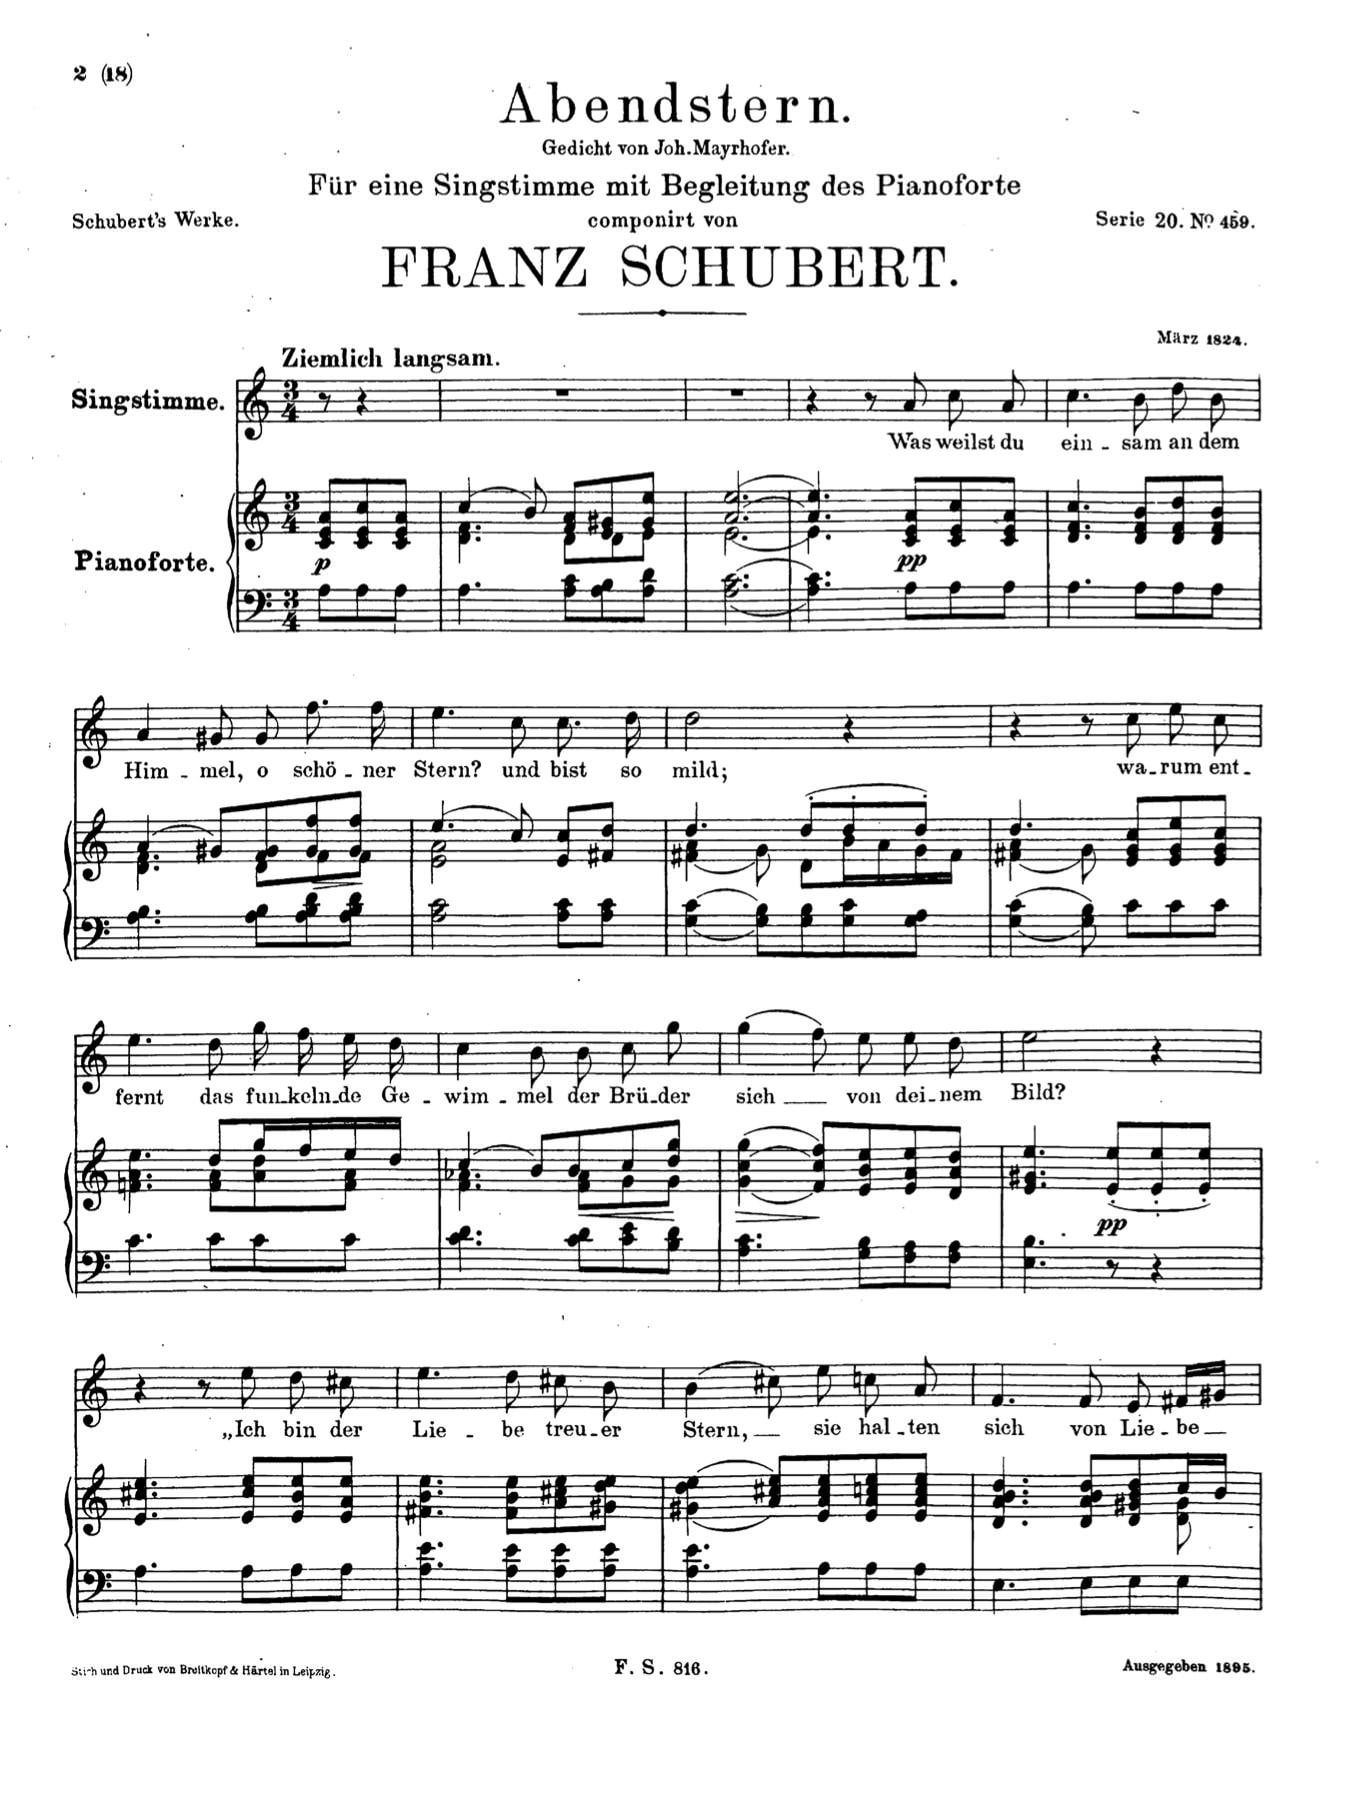 2 (18)
Abendstern.
Gedicht von Joh. Mayrhofer.
Für eine Singstimme mit Begleitung des Pianoforte
Schubert's Werke. componirt von Serie 20. No. 459.
FRANZ SCHUBERT.
März 1824.
Ziemlich langsam.
Singstimme.
Was weilst du ein - sam an dem
Pianoforte.
p pp
Him - mel, o schö - ner Stern? und bist so mild; wa - rum ent -
fernt das fun - keln - de Ge - wim - mel der Brü - der sich von dei - nem Bild?
pp
„Ich bin der Lie - be treu - er Stern, sie hal - ten sich von Lie - be
Stich und Druck von Breitkopf & Härtel in Leipzig. F. S. 816. Ausgegeben 1895.